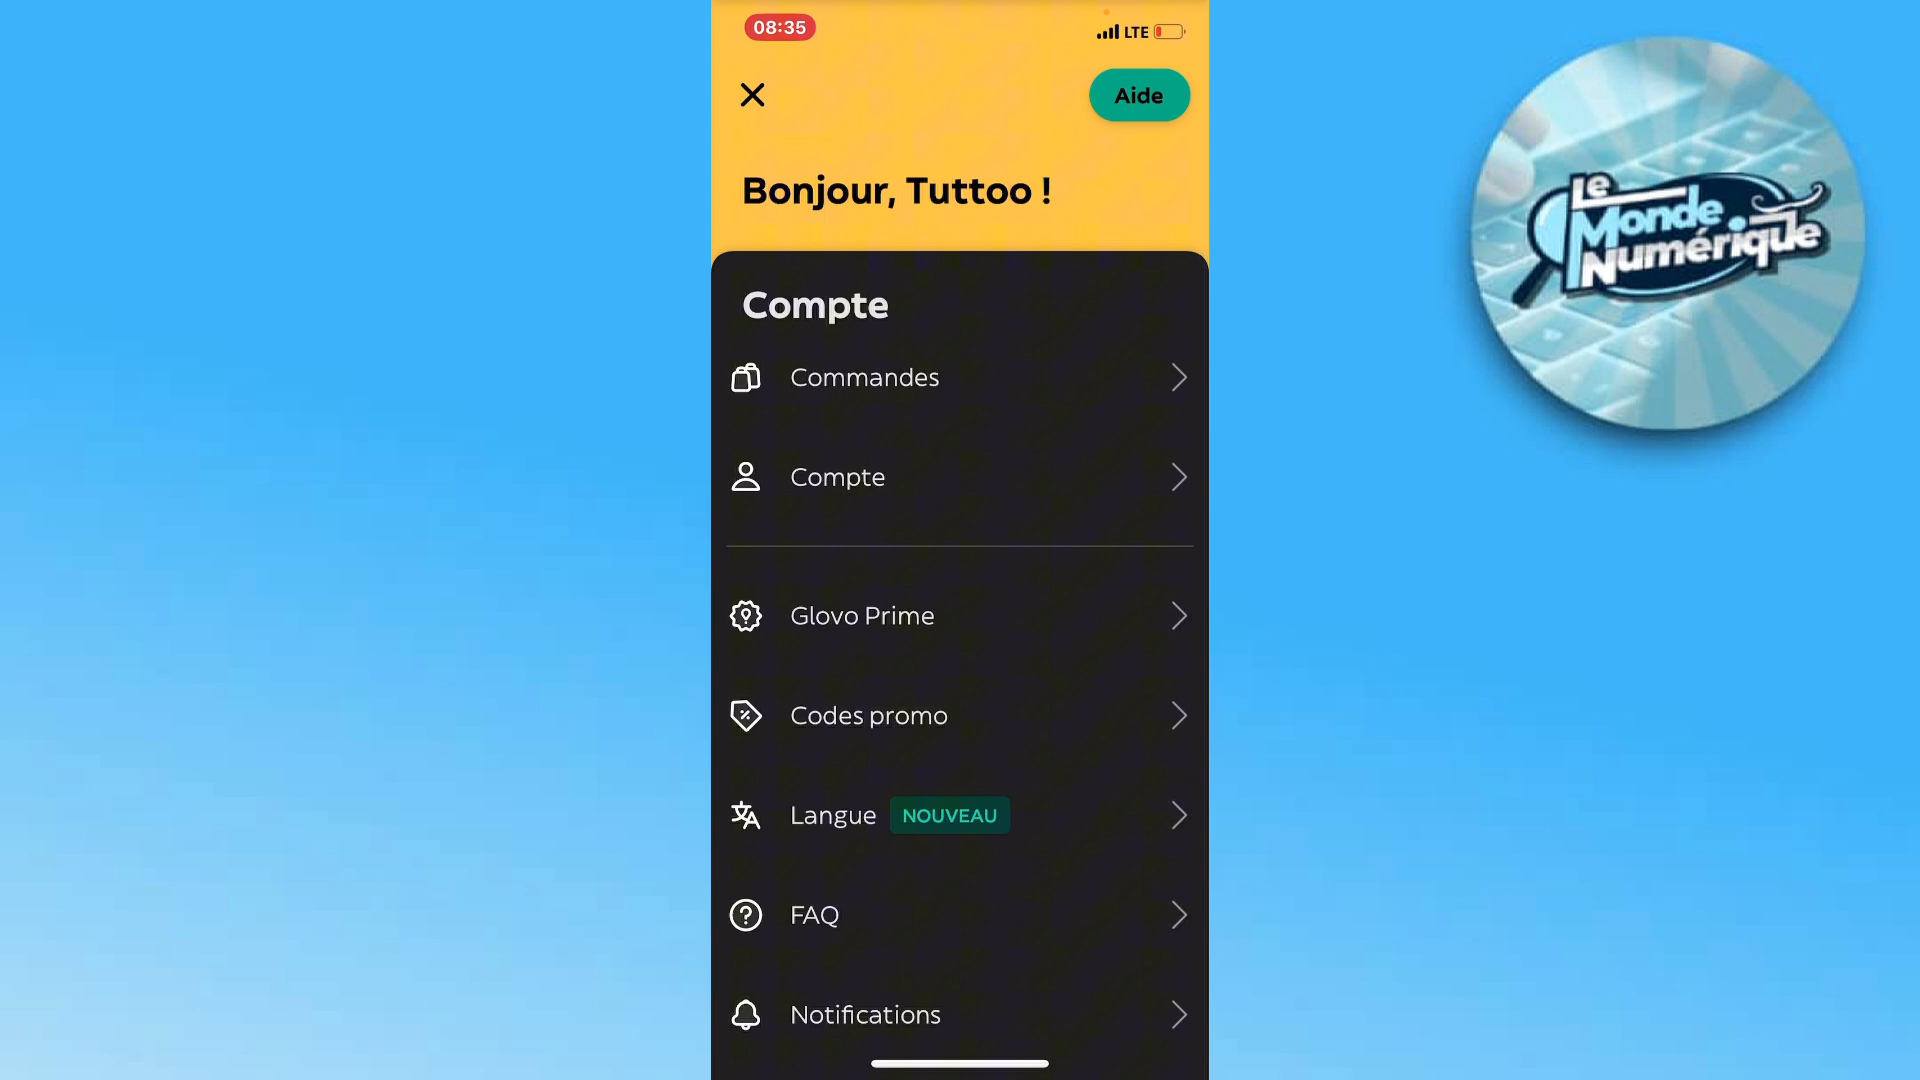 08:35
LTE
Aide
Bonjour, Tuttoo !
Compte
Commandes
Compte
Glovo Prime
Codes promo
Langue NOUVEAU
FAQ
Notifications
Le
Monde
Numérique